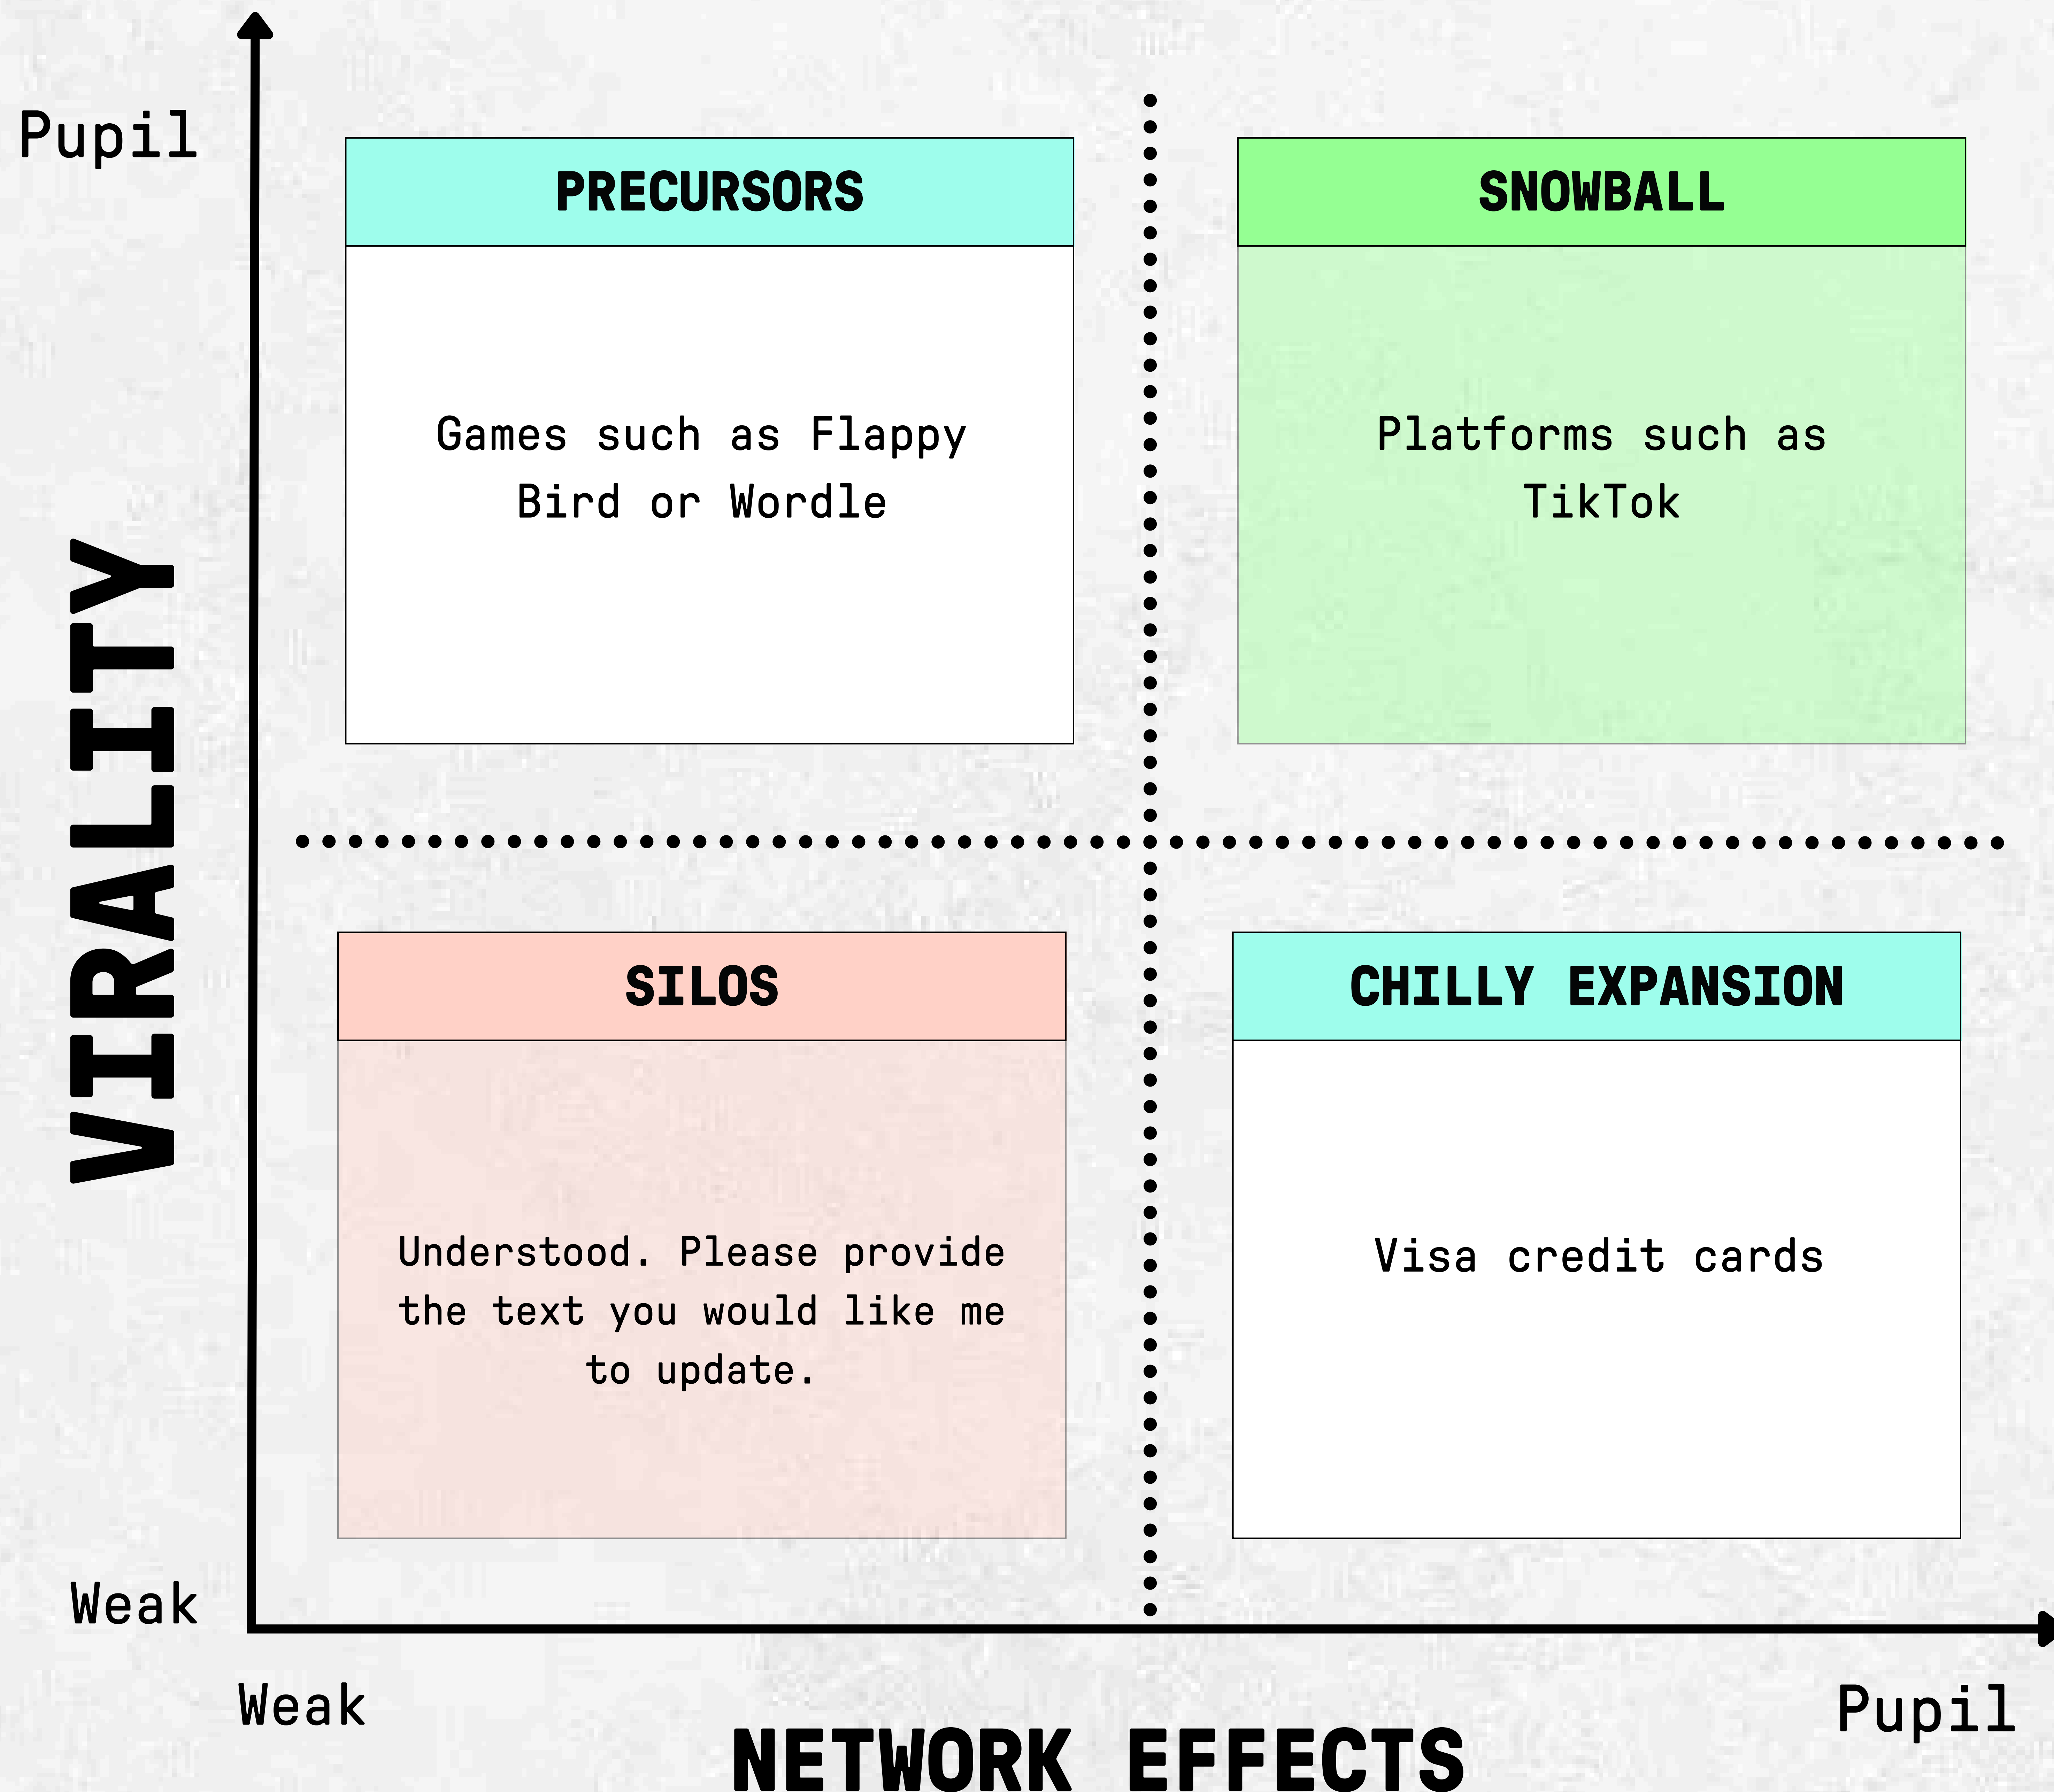 Pupil
PRECURSORS
SNOWBALL
Games such as Flappy
Bird or Wordle
Platforms such as
TikTok
VIRALITY
SILOS
CHILLY EXPANSION
Understood. Please provide
the text you would like me
to update.
Visa credit cards
Weak
Weak
Pupil
NETWORK EFFECTS